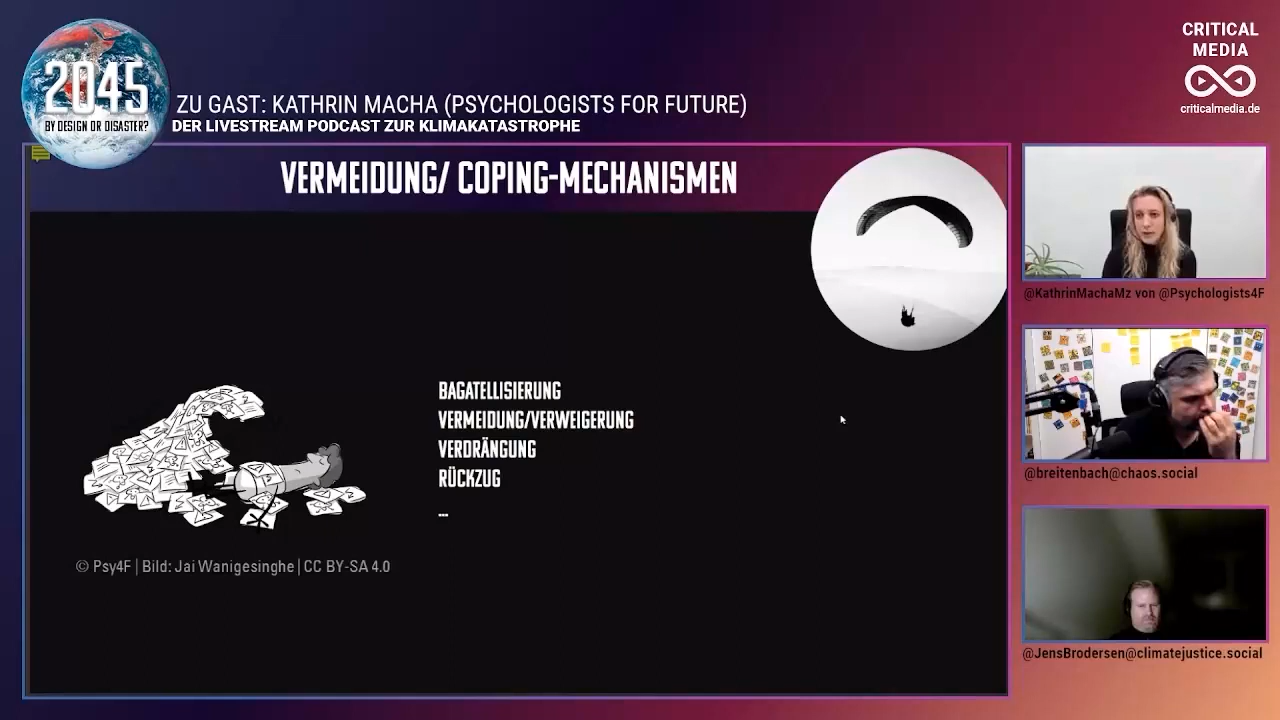 2045
BY DESIGN OR DISASTER?
ZU GAST: KATHRIN MACHA (PSYCHOLOGISTS FOR FUTURE)
DER LIVESTREAM PODCAST ZUR KLIMAKATASTROPHE
CRITICAL
MEDIA
criticalmedia.de
VERMEIDUNG/ COPING-MECHANISMEN
BAGATELLISIERUNG
VERMEIDUNG/VERWEIGERUNG
VERDRÄNGUNG
RÜCKZUG
...
© Psy4F | Bild: Jai Wanigesinghe | CC BY-SA 4.0
@KathrinMachaMz von @Psychologists4F
@breitenbach@chaos.social
@JensBrodersen@climatejustice.social